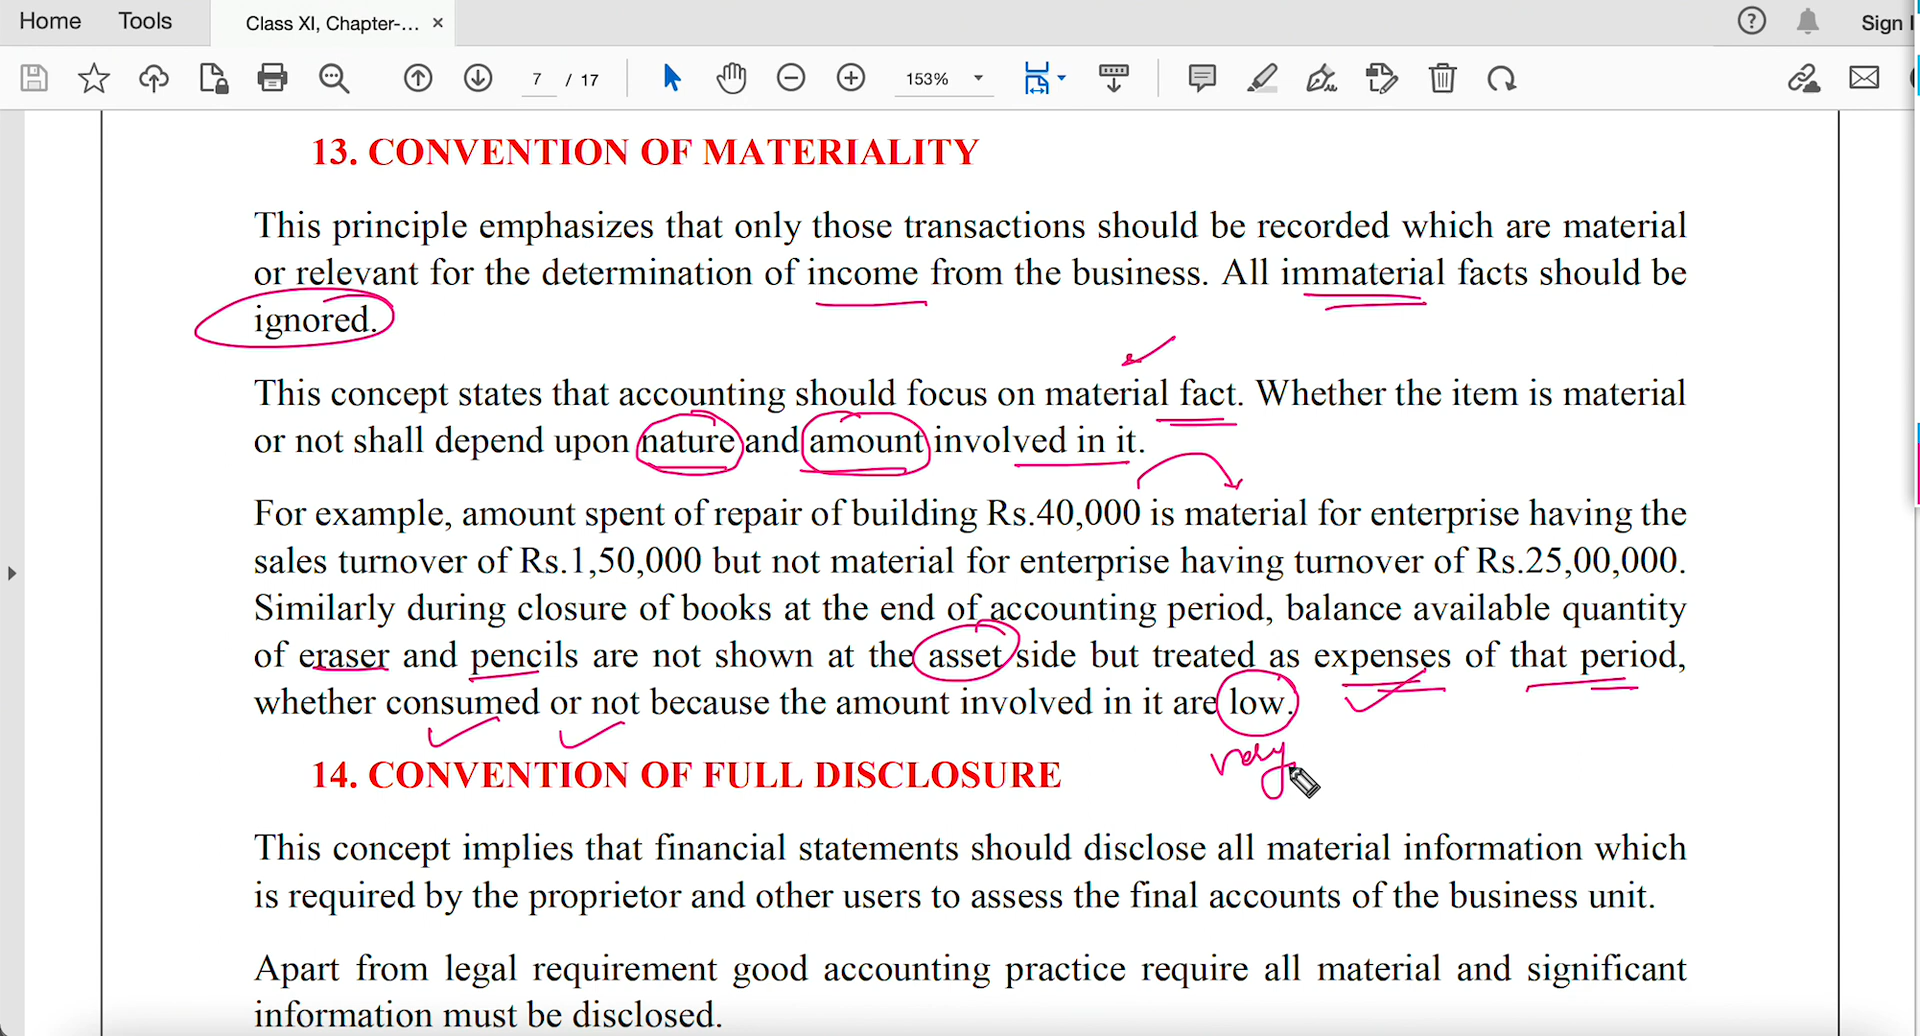 Home Tools Class XI, Chapter-... × Sign I
7 / 17 153%
13. CONVENTION OF MATERIALITY
This principle emphasizes that only those transactions should be recorded which are material
or relevant for the determination of income from the business. All immaterial facts should be
ignored.
This concept states that accounting should focus on material fact. Whether the item is material
or not shall depend upon nature and amount involved in it.
For example, amount spent of repair of building Rs.40,000 is material for enterprise having the
sales turnover of Rs.1,50,000 but not material for enterprise having turnover of Rs.25,00,000.
Similarly during closure of books at the end of accounting period, balance available quantity
of eraser and pencils are not shown at the asset side but treated as expenses of that period,
whether consumed or not because the amount involved in it are low.
very
14. CONVENTION OF FULL DISCLOSURE
This concept implies that financial statements should disclose all material information which
is required by the proprietor and other users to assess the final accounts of the business unit.
Apart from legal requirement good accounting practice require all material and significant
information must be disclosed.